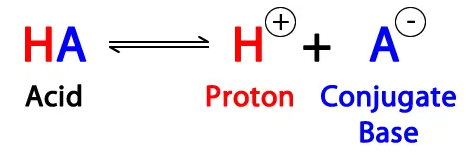 HA ⇌ H⁺ + A⁻
Acid Proton Conjugate
Base